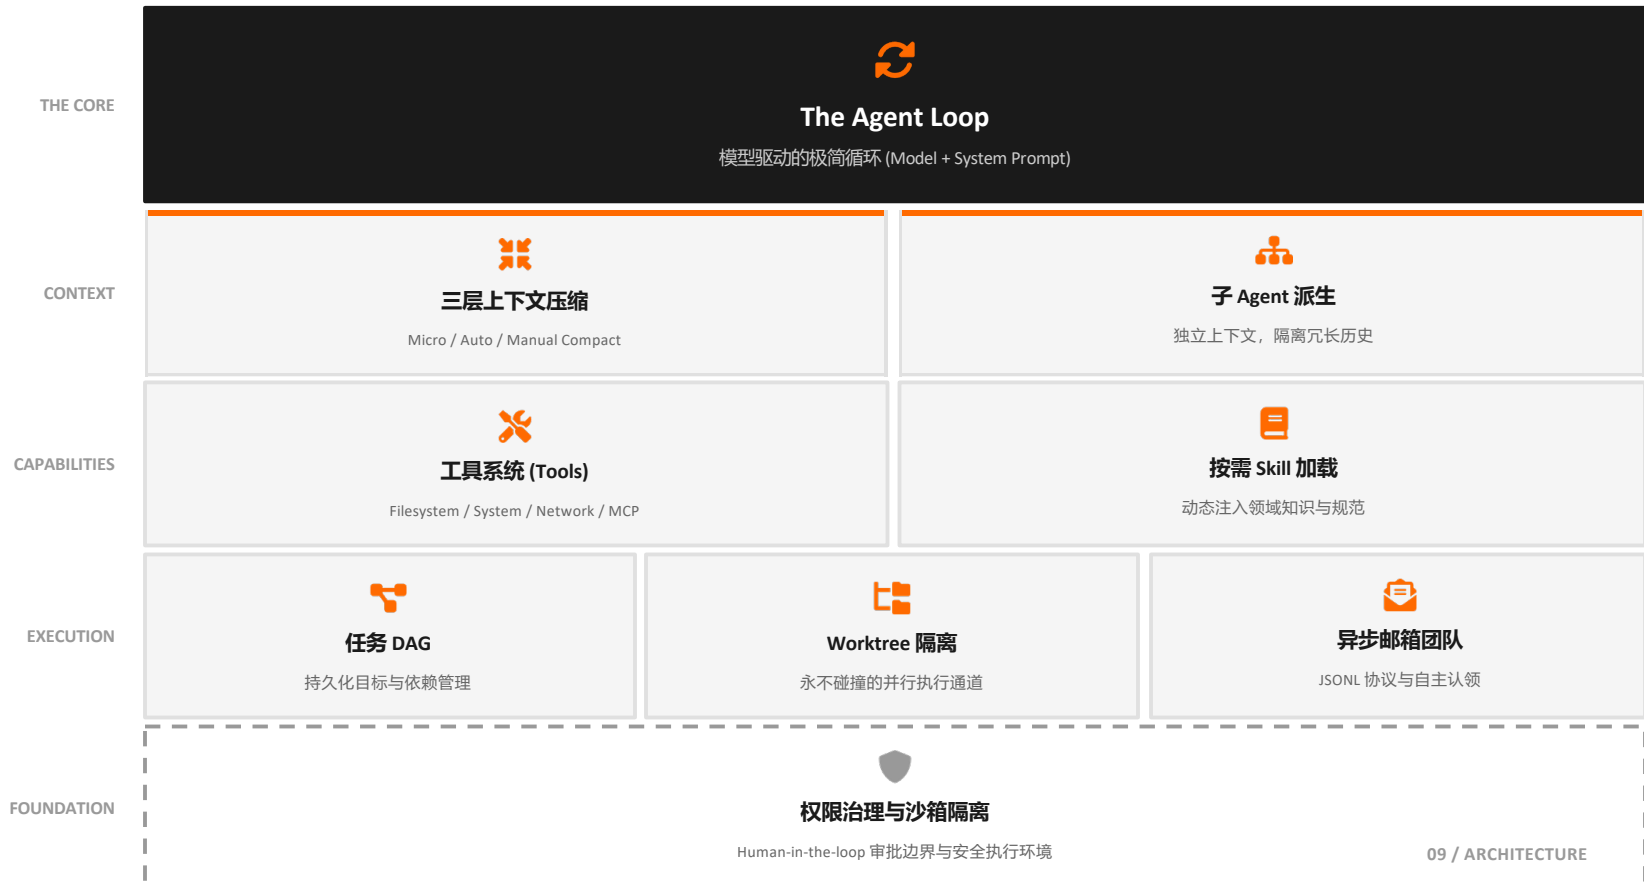 THE CORE
The Agent Loop
模型驱动的极简循环 (Model + System Prompt)
CONTEXT
三层上下文压缩
Micro / Auto / Manual Compact
子 Agent 派生
独立上下文，隔离冗长历史
CAPABILITIES
工具系统 (Tools)
Filesystem / System / Network / MCP
按需 Skill 加载
动态注入领域知识与规范
EXECUTION
任务 DAG
持久化目标与依赖管理
Worktree 隔离
永不碰撞的并行执行通道
异步邮箱团队
JSONL 协议与自主认领
FOUNDATION
权限治理与沙箱隔离
Human-in-the-loop 审批边界与安全执行环境
09 / ARCHITECTURE